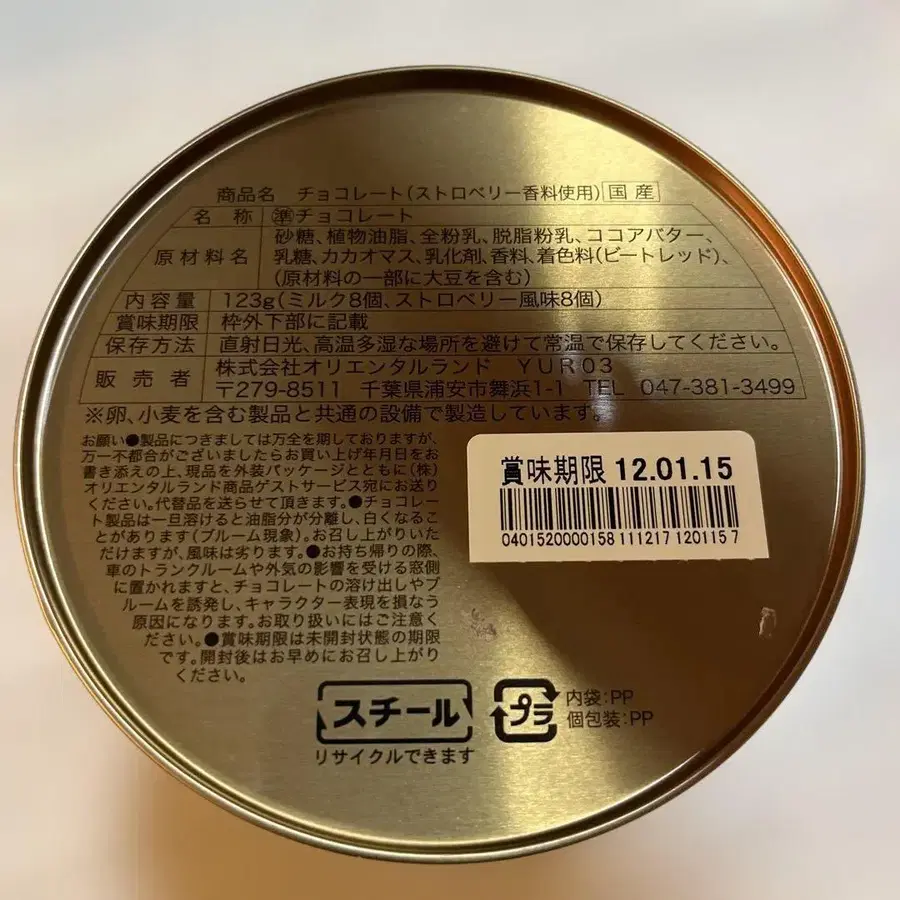 商品名 チョコレート(ストロベリー香料使用) 国産
名称 ㊜チョコレート
原材料名 砂糖、植物油脂、全粉乳、脱脂粉乳、ココアバター、
乳糖、カカオマス、乳化剤、香料、着色料(ビートレッド)、
(原材料の一部に大豆を含む)
内容量 123g(ミルク8個、ストロベリー風味8個)
賞味期限 枠外下部に記載
保存方法 直射日光、高温多湿な場所を避けて常温で保存してください。
販売者 株式会社オリエンタルランド YUR03
〒279-8511 千葉県浦安市舞浜1-1 TEL 047-381-3499
※卵、小麦を含む製品と共通の設備で製造しています。
お願い●製品につきましては万全を期しておりますが、
万一不都合がございましたらお買い上げ年月日をお
書き添えの上、現品を外装パッケージとともに(株)
オリエンタルランド商品ゲストサービス宛にお送り
ください。代替品を送らせて頂きます。●チョコレー
ト製品は一旦溶けると油脂分が分離し、白くなるこ
とがあります(ブルーム現象)。お召し上がりいた
だけますが、風味は劣ります。●お持ち帰りの際、
車のトランクルームや外気の影響を受ける窓側
に置かれますと、チョコレートの溶け出しやブ
ルームを誘発し、キャラクター表現を損なう
原因になります。お取り扱いにはご注意くだ
さい。●賞味期限は未開封状態の期限
です。開封後はお早めにお召し上がり
ください。
賞味期限 12.01.15
0401520000158 111217 120115 7
スチール
リサイクルできます
プラ
内袋:PP
個包装:PP